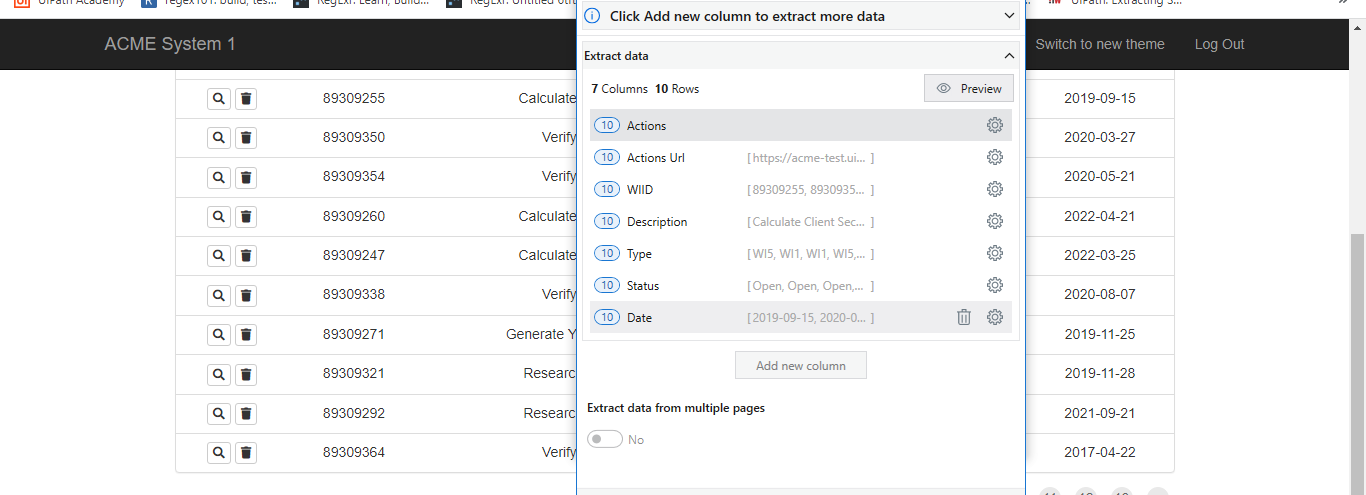 UiPath Academy
regex101: build, tes...
RegExr: Learn, Build...
UiPath: Extracting S...
»
ACME System 1
Switch to new theme
Log Out
Click Add new column to extract more data
Extract data
7 Columns 10 Rows
Preview
10 Actions
10 Actions Url [https://acme-test.ui... ]
10 WIID [89309255, 8930935... ]
10 Description [Calculate Client Sec... ]
10 Type [WI5, WI1, WI1, WI5,... ]
10 Status [Open, Open, Open,... ]
10 Date [2019-09-15, 2020-0... ]
Add new column
Extract data from multiple pages
No
89309255 Calculate 2019-09-15
89309350 Verify 2020-03-27
89309354 Verify 2020-05-21
89309260 Calculate 2022-04-21
89309247 Calculate 2022-03-25
89309338 Verify 2020-08-07
89309271 Generate Y 2019-11-25
89309321 Researc 2019-11-28
89309292 Researc 2021-09-21
89309364 Verify 2017-04-22